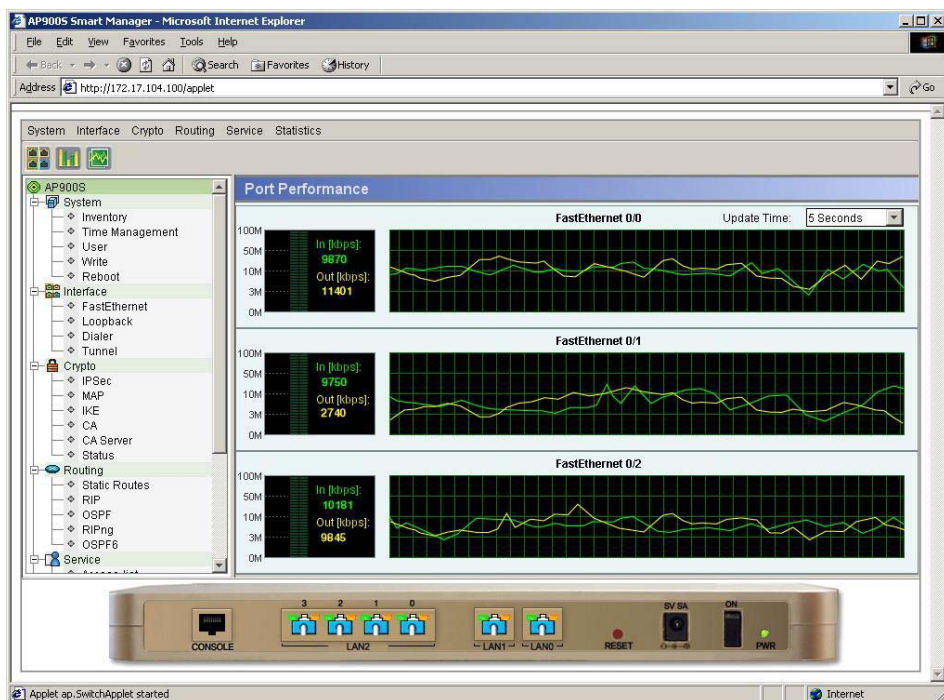 AP900S Smart Manager - Microsoft Internet Explorer
File Edit View Favorites Tools Help
Back Search Favorites History
Address http://172.17.104.100/applet Go
System Interface Crypto Routing Service Statistics
AP900S
System
Inventory
Time Management
User
Write
Reboot
Interface
FastEthernet
Loopback
Dialer
Tunnel
Crypto
IPSec
MAP
IKE
CA
CA Server
Status
Routing
Static Routes
RIP
OSPF
RIPng
OSPF6
Service
Port Performance
FastEthernet 0/0 Update Time: 5 Seconds
100M
50M
10M
3M
0M
In [kbps]:
9870
Out [kbps]:
11401
FastEthernet 0/1
100M
50M
10M
3M
0M
In [kbps]:
9750
Out [kbps]:
2740
FastEthernet 0/2
100M
50M
10M
3M
0M
In [kbps]:
10181
Out [kbps]:
9845
3 2 1 0
5V 5A ON
CONSOLE LAN2 LAN1 LAN0 RESET PWR
Applet ap.SwitchApplet started Internet